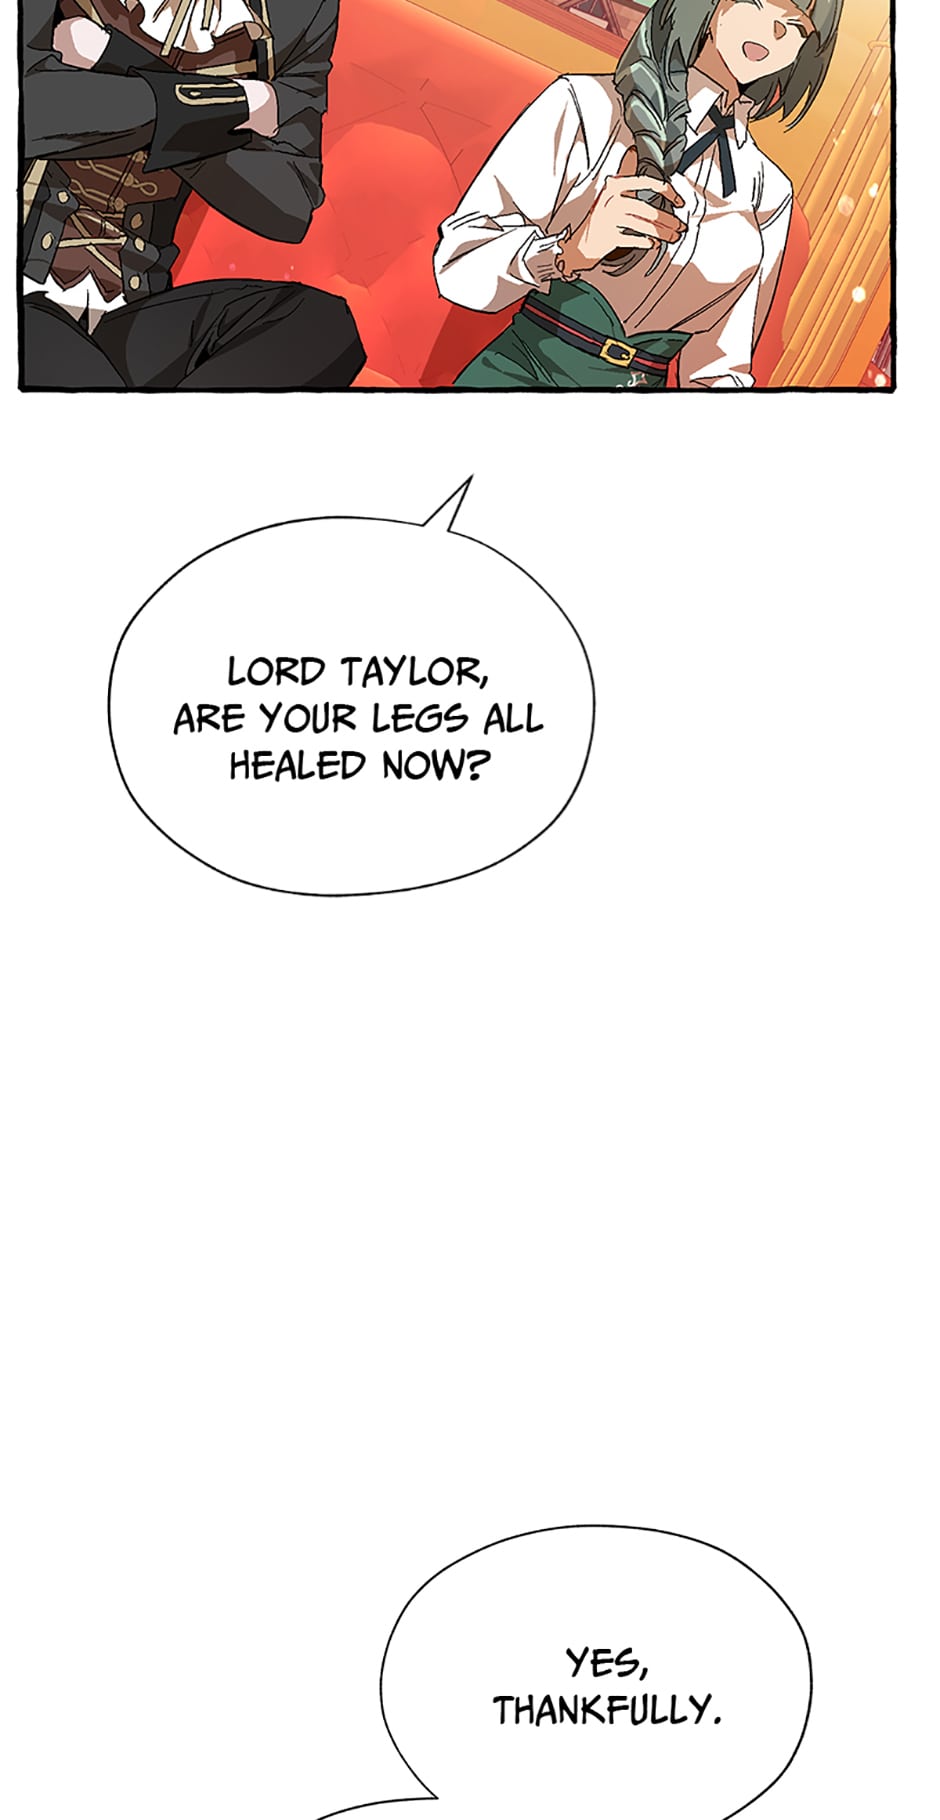 LORD TAYLOR,
ARE YOUR LEGS ALL
HEALED NOW?
YES,
THANKFULLY.